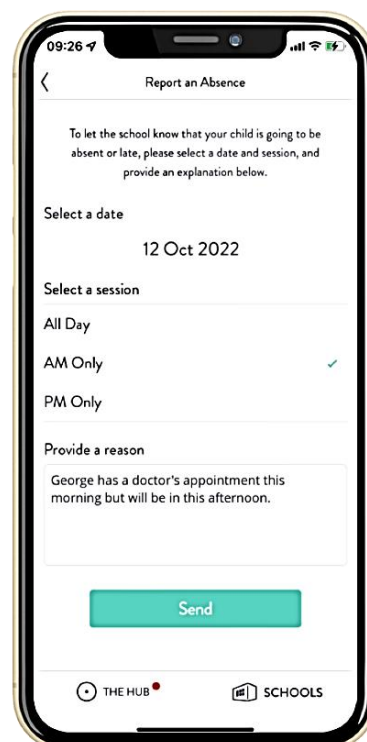 09:26
Report an Absence
To let the school know that your child is going to be
absent or late, please select a date and session, and
provide an explanation below.
Select a date
12 Oct 2022
Select a session
All Day
AM Only
PM Only
Provide a reason
George has a doctor's appointment this
morning but will be in this afternoon.
Send
THE HUB
SCHOOLS